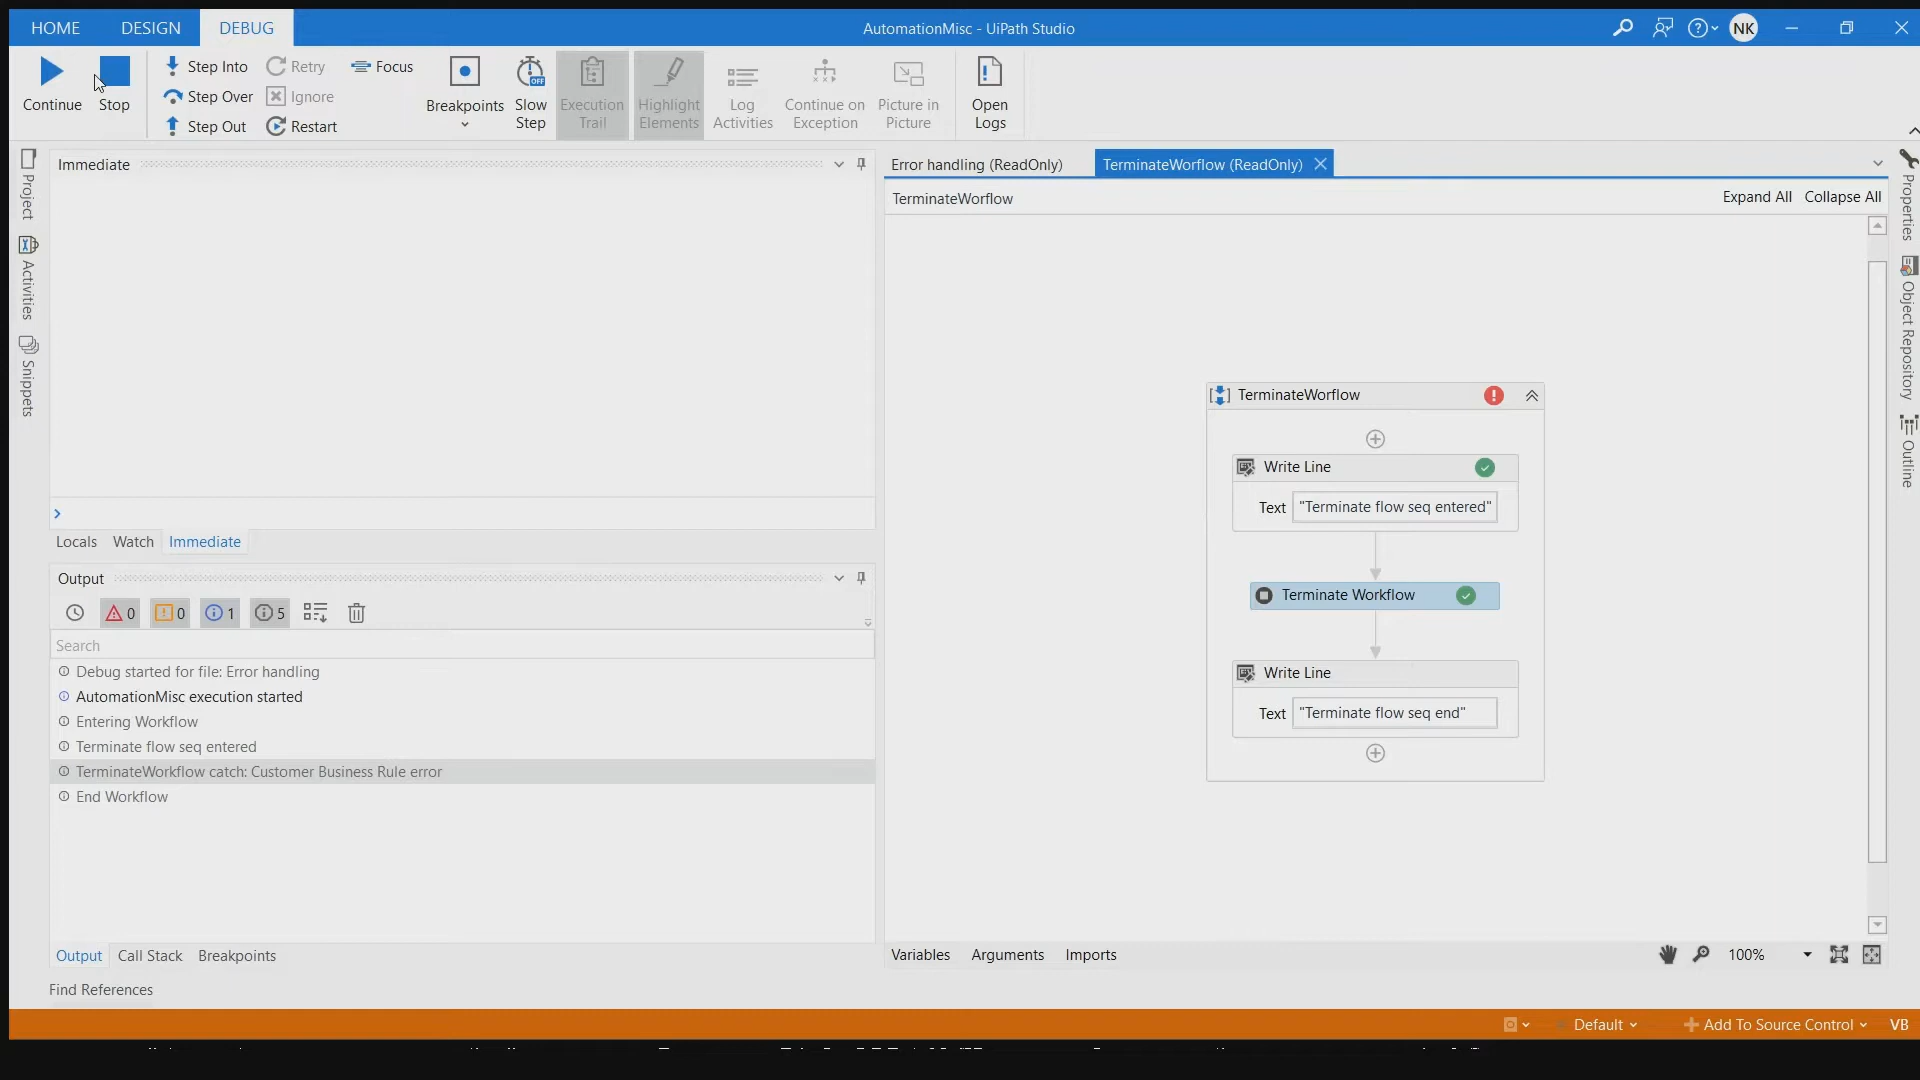 HOME DESIGN DEBUG AutomationMisc - UiPath Studio NK
Continue Stop
Step Into Retry Focus
Step Over Ignore
Step Out Restart
Breakpoints Slow Step Execution Trail Highlight Elements Log Activities Continue on Exception Picture in Picture Open Logs
Project
Activities
Snippets
Immediate
Locals Watch Immediate
Output
0 0 1 5
Search
Debug started for file: Error handling
AutomationMisc execution started
Entering Workflow
Terminate flow seq entered
TerminateWorkflow catch: Customer Business Rule error
End Workflow
Output Call Stack Breakpoints
Find References
Error handling (ReadOnly) TerminateWorflow (ReadOnly)
TerminateWorflow Expand All Collapse All
TerminateWorflow
Write Line
Text "Terminate flow seq entered"
Terminate Workflow
Write Line
Text "Terminate flow seq end"
Variables Arguments Imports 100%
Properties
Object Repository
Outline
Default Add To Source Control VB